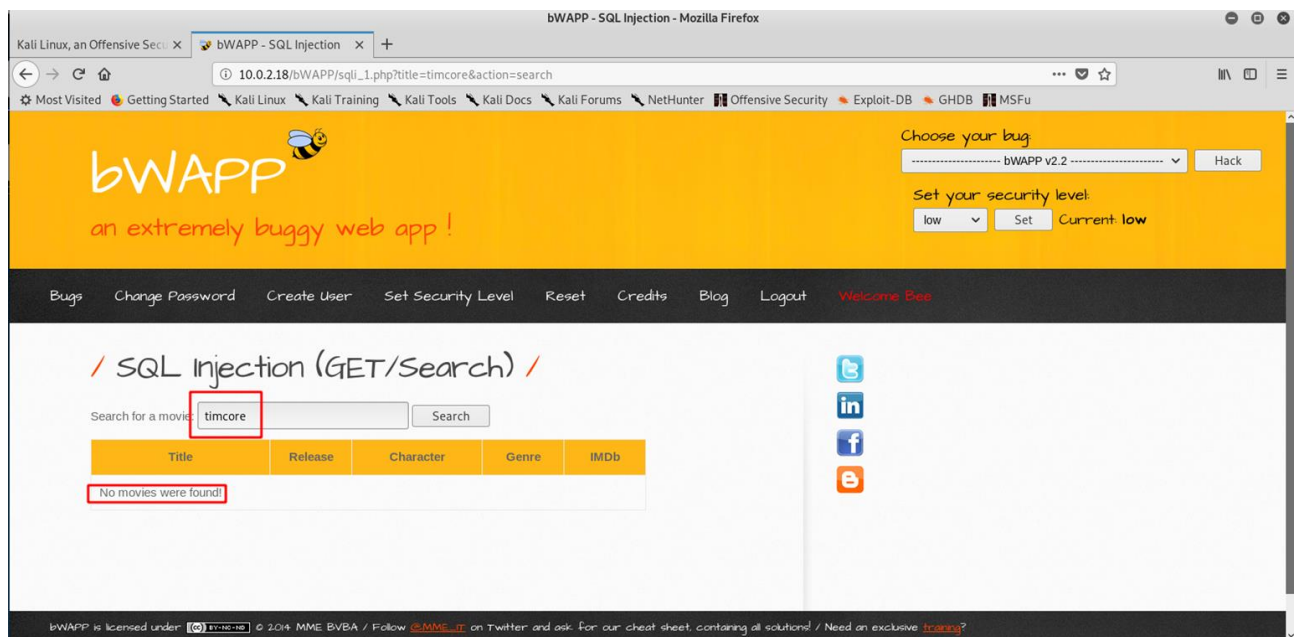 bWAPP - SQL Injection - Mozilla Firefox
Kali Linux, an Offensive Secu
bWAPP - SQL Injection
10.0.2.18/bWAPP/sqli_1.php?title=timcore&action=search
Most Visited Getting Started Kali Linux Kali Training Kali Tools Kali Docs Kali Forums NetHunter Offensive Security Exploit-DB GHDB MSFu
bWAPP
an extremely buggy web app !
Choose your bug:
---------------------- bWAPP v2.2 ----------------------- Hack
Set your security level:
low Set Current: low
Bugs Change Password Create User Set Security Level Reset Credits Blog Logout Welcome Bee
/ SQL Injection (GET/Search) /
Search for a movie: timcore Search
Title Release Character Genre IMDb
No movies were found!
bWAPP is licensed under (cc) BY-NC-ND © 2014 MME BVBA / Follow @MME_IT on Twitter and ask for our cheat sheet, containing all solutions! / Need an exclusive training?